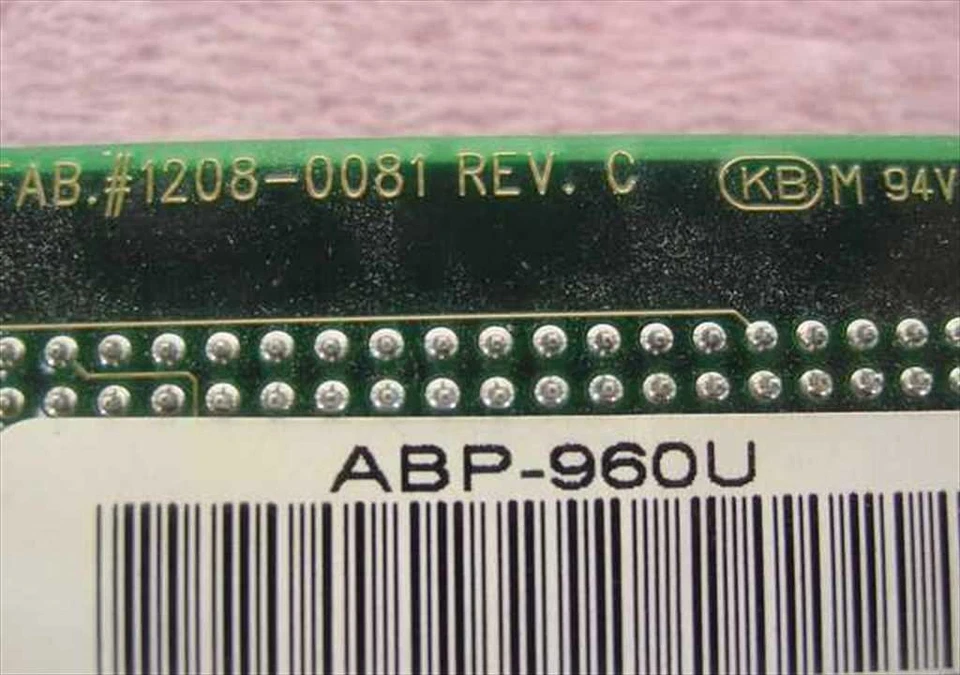 AB.#1208-0081 REV. C KB M 94V
ABP-960U